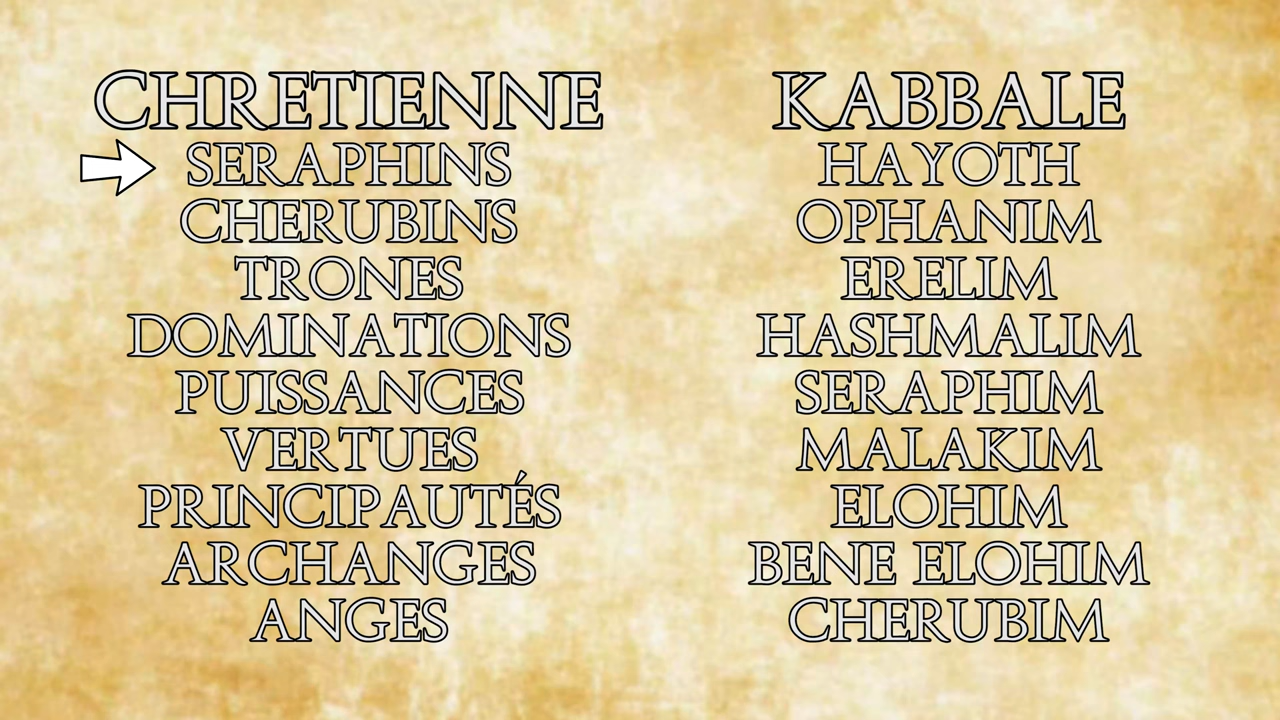 CHRETIENNE
SERAPHINS
CHERUBINS
TRONES
DOMINATIONS
PUISSANCES
VERTUES
PRINCIPAUTÉS
ARCHANGES
ANGES
KABBALE
HAYOTH
OPHANIM
ERELIM
HASHMALIM
SERAPHIM
MALAKIM
ELOHIM
BENE ELOHIM
CHERUBIM